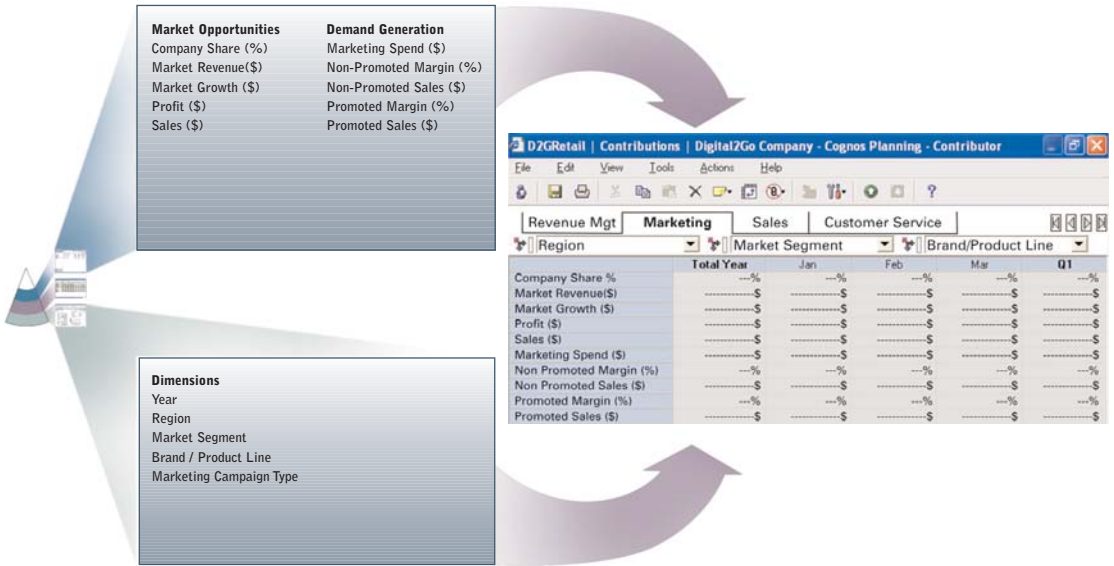 Market Opportunities
Company Share (%)
Market Revenue($)
Market Growth ($)
Profit ($)
Sales ($)
Demand Generation
Marketing Spend ($)
Non-Promoted Margin (%)
Non-Promoted Sales ($)
Promoted Margin (%)
Promoted Sales ($)
Dimensions
Year
Region
Market Segment
Brand / Product Line
Marketing Campaign Type
D2GRetail | Contributions | Digital2Go Company - Cognos Planning - Contributor
File Edit View Tools Actions Help
Revenue Mgt Marketing Sales Customer Service
Region Market Segment Brand/Product Line
Total Year Jan Feb Mar Q1
Company Share % ---% ---% ---% ---% ---%
Market Revenue($) ------------$ ------------$ ------------$ ------------$ ------------$
Market Growth ($) ------------$ ------------$ ------------$ ------------$ ------------$
Profit ($) ------------$ ------------$ ------------$ ------------$ ------------$
Sales ($) ------------$ ------------$ ------------$ ------------$ ------------$
Marketing Spend ($) ------------$ ------------$ ------------$ ------------$ ------------$
Non Promoted Margin (%) ---% ---% ---% ---% ---%
Non Promoted Sales ($) ------------$ ------------$ ------------$ ------------$ ------------$
Promoted Margin (%) ---% ---% ---% ---% ---%
Promoted Sales ($) ------------$ ------------$ ------------$ ------------$ ------------$